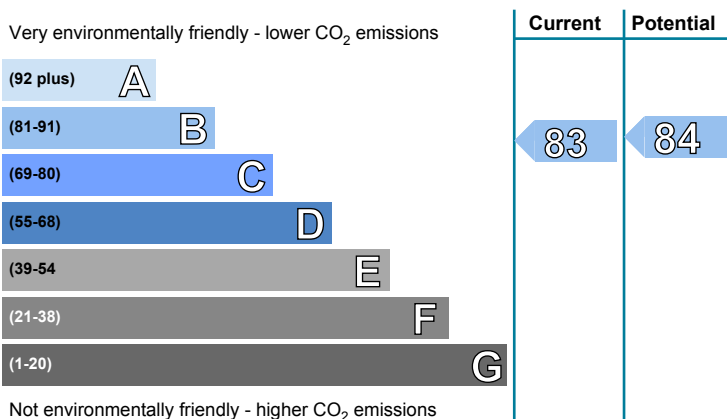 Very environmentally friendly - lower CO2 emissions
Current
Potential
(92 plus) A
(81-91) B
83
84
(69-80) C
(55-68) D
(39-54 E
(21-38) F
(1-20) G
Not environmentally friendly - higher CO2 emissions